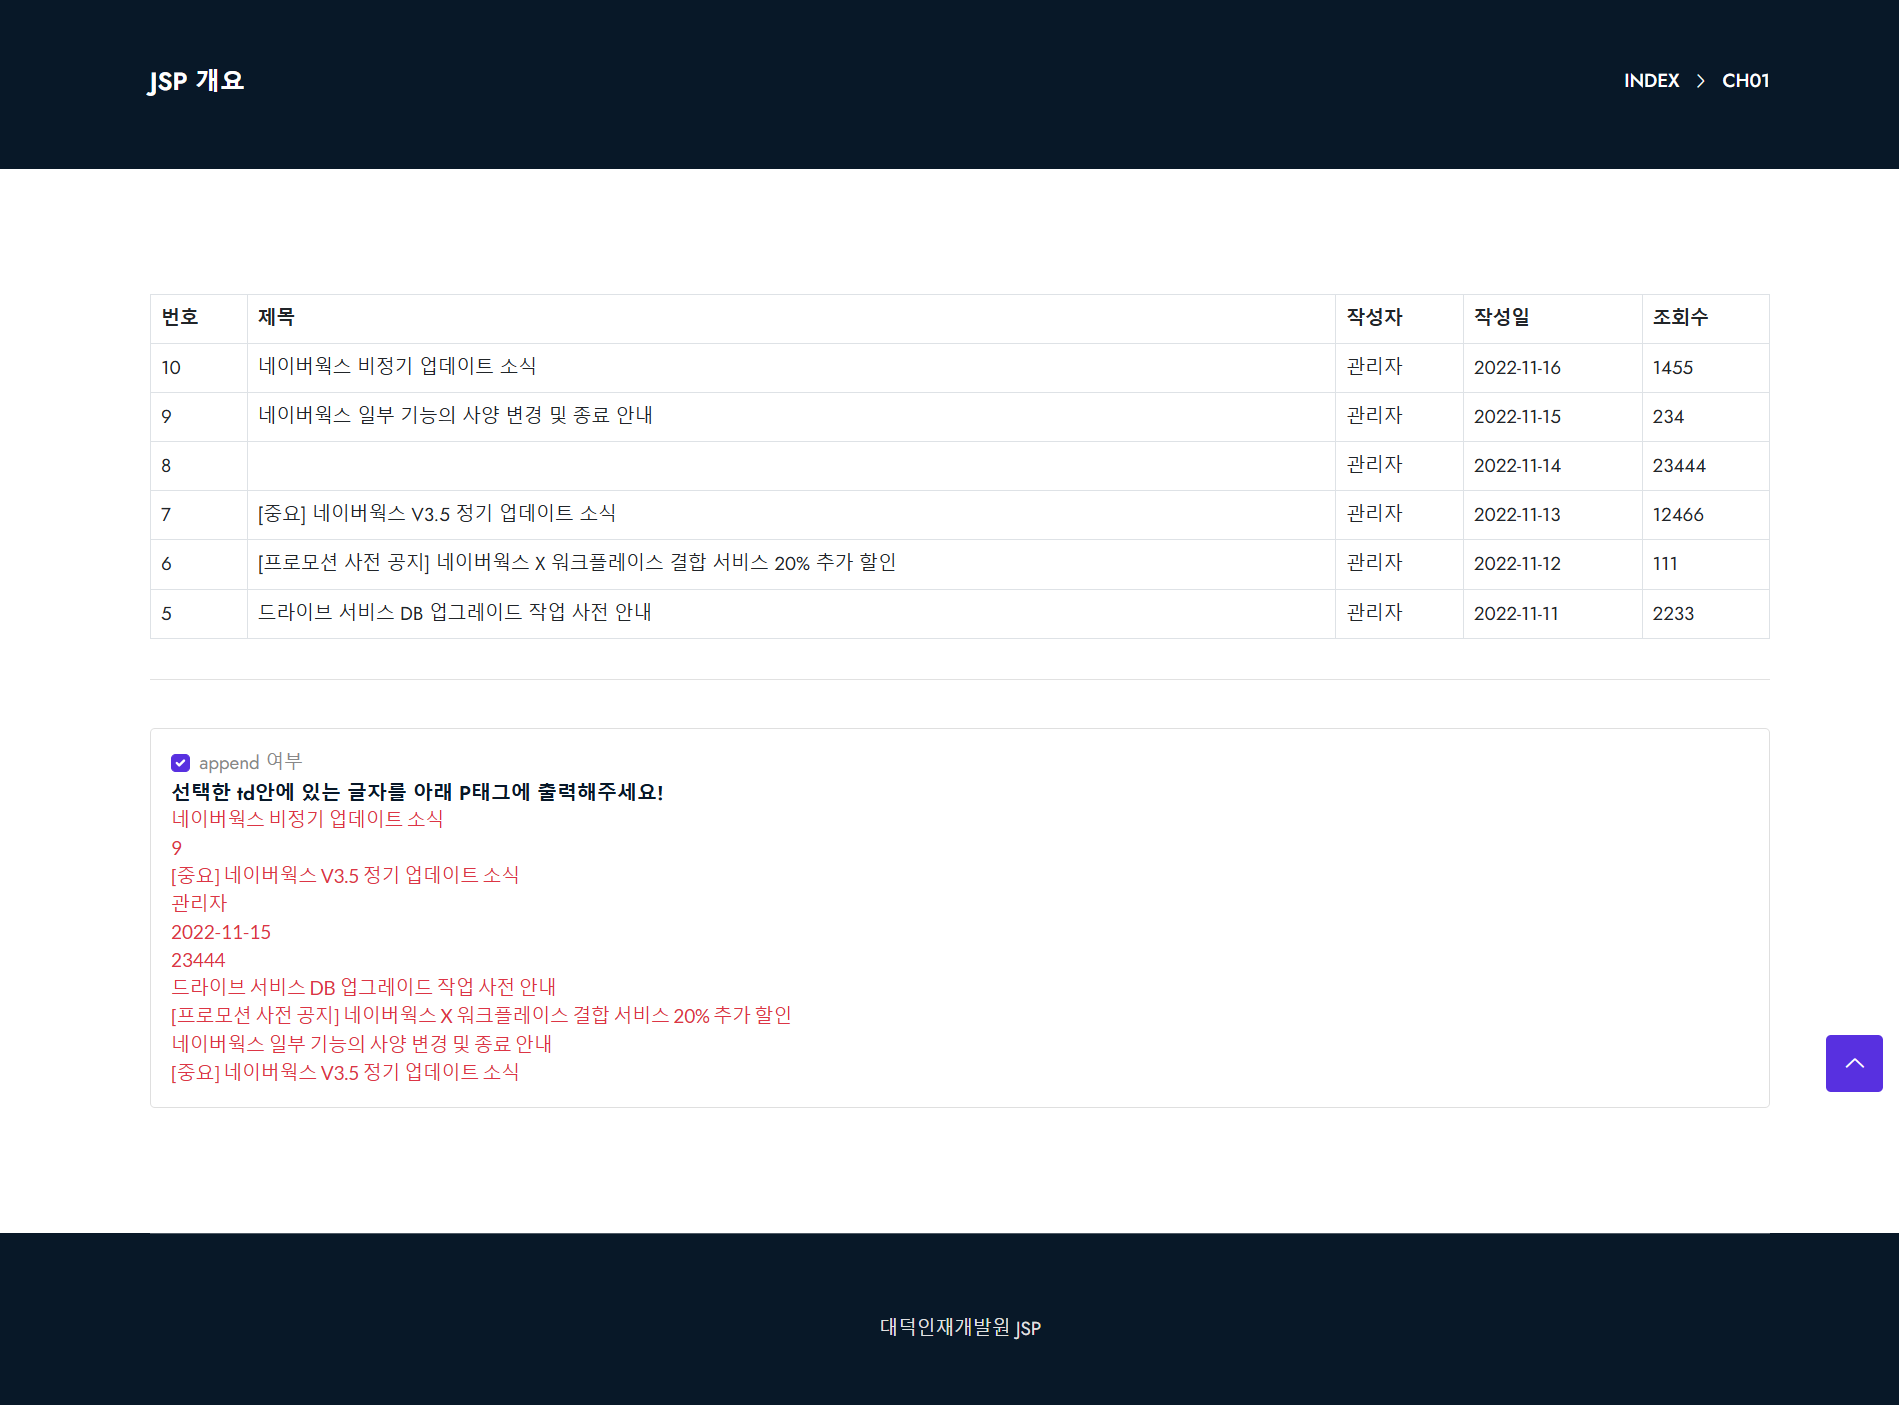 JSP 개요
INDEX > CH01
번호 제목 작성자 작성일 조회수
10 네이버웍스 비정기 업데이트 소식 관리자 2022-11-16 1455
9 네이버웍스 일부 기능의 사양 변경 및 종료 안내 관리자 2022-11-15 234
8 관리자 2022-11-14 23444
7 [중요] 네이버웍스 V3.5 정기 업데이트 소식 관리자 2022-11-13 12466
6 [프로모션 사전 공지] 네이버웍스 X 워크플레이스 결합 서비스 20% 추가 할인 관리자 2022-11-12 111
5 드라이브 서비스 DB 업그레이드 작업 사전 안내 관리자 2022-11-11 2233
append 여부
선택한 td안에 있는 글자를 아래 P태그에 출력해주세요!
네이버웍스 비정기 업데이트 소식
9
[중요] 네이버웍스 V3.5 정기 업데이트 소식
관리자
2022-11-15
23444
드라이브 서비스 DB 업그레이드 작업 사전 안내
[프로모션 사전 공지] 네이버웍스 X 워크플레이스 결합 서비스 20% 추가 할인
네이버웍스 일부 기능의 사양 변경 및 종료 안내
[중요] 네이버웍스 V3.5 정기 업데이트 소식
대덕인재개발원 JSP